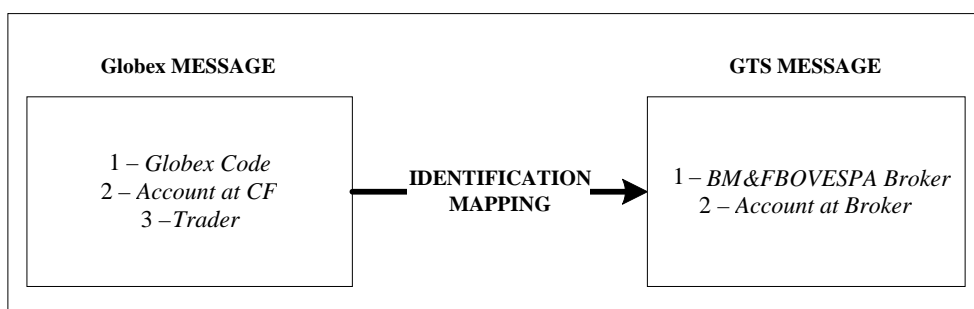 Globex MESSAGE
GTS MESSAGE
1 – Globex Code
2 – Account at CF
3 –Trader
IDENTIFICATION
MAPPING
1 – BM&FBOVESPA Broker
2 – Account at Broker